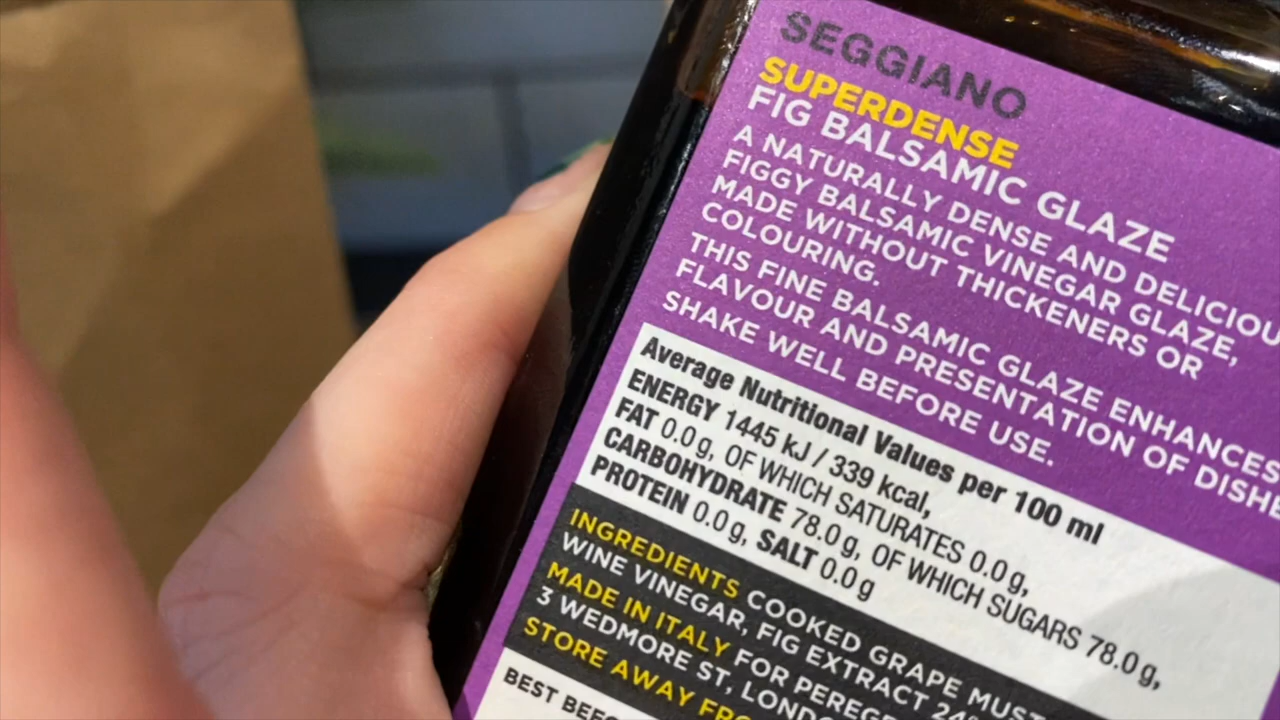 SEGGIANO
SUPERDENSE
FIG BALSAMIC GLAZE
A NATURALLY DENSE AND DELICIOU
FIGGY BALSAMIC VINEGAR GLAZE,
MADE WITHOUT THICKENERS OR
COLOURING.
THIS FINE BALSAMIC GLAZE ENHANCES
FLAVOUR AND PRESENTATION OF DISHE
SHAKE WELL BEFORE USE.
Average Nutritional Values per 100 ml
ENERGY 1445 kJ / 339 kcal,
FAT 0.0 g, OF WHICH SATURATES 0.0 g,
CARBOHYDRATE 78.0 g, OF WHICH SUGARS 78.0 g,
PROTEIN 0.0 g, SALT 0.0 g
INGREDIENTS COOKED GRAPE MUST
WINE VINEGAR, FIG EXTRACT
MADE IN ITALY FOR PEREG
3 WEDMORE ST, LONDO
STORE AWAY FRO
BEST